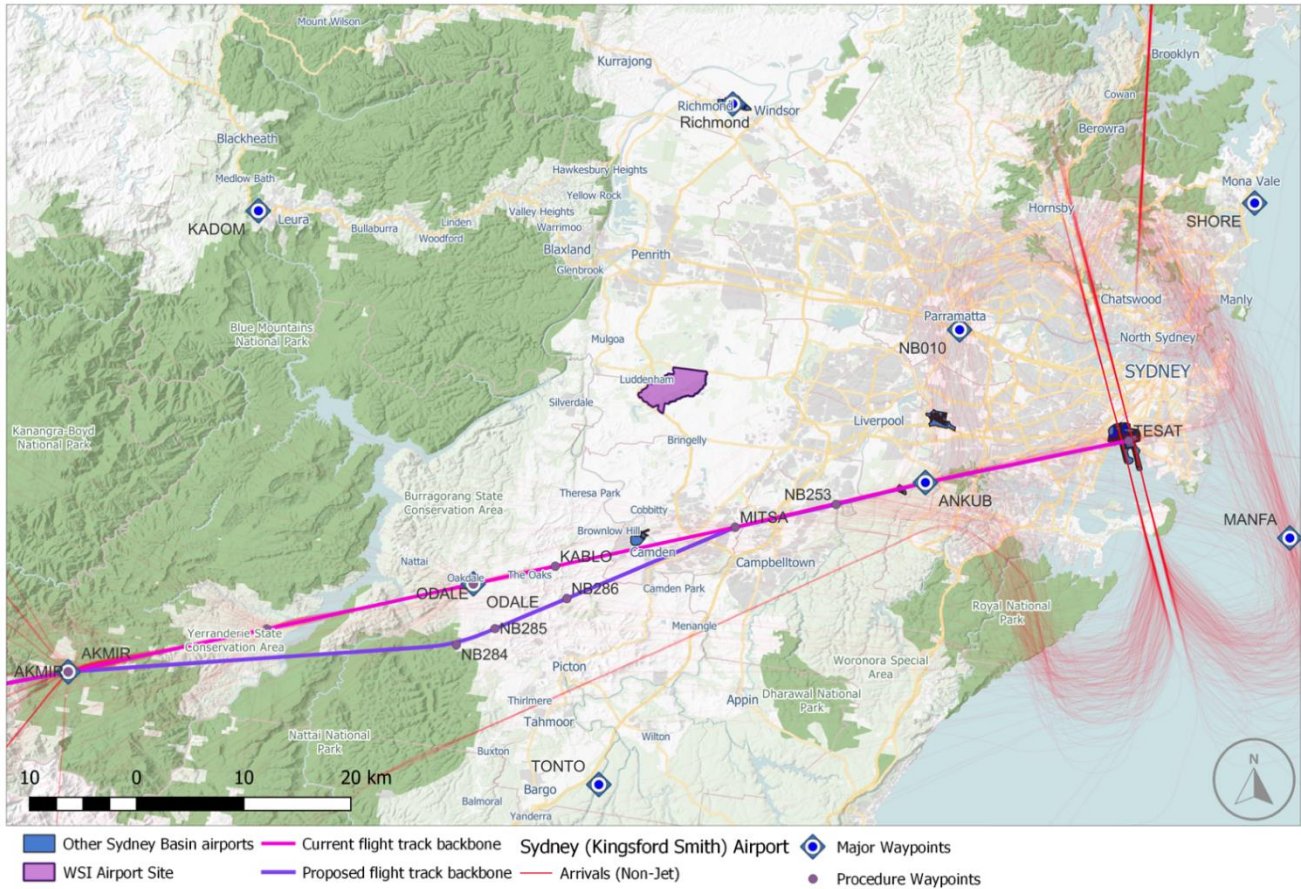 Mount Wilson
Brooklyn
Kurrajong
Cowan
Richmond
Windsor
Richmond
Berowra
Blackheath
Medlow Bath
Hawkesbury Heights
Yellow Rock
Mona Vale
KADOM
Leura
Linden
Valley Heights
Hornsby
SHORE
Bullaburra
Woodford
Warrimoo
Blaxland
Penrith
Glenbrook
Chatswood
Manly
Parramatta
Blue Mountains
National Park
North Sydney
Mulgoa
NB010
SYDNEY
Luddenham
Silverdale
Liverpool
Kanangra-Boyd
National Park
Bringelly
TESAT
Burragorang State
Conservation Area
Theresa Park
NB253
ANKUB
Cobbitty
MITSA
MANFA
Brownlow Hill
Camden
Nattai
KABLO
Campbelltown
Oakdale
The Oaks
ODALE
ODALE
NB286
Camden Park
Royal National
Park
Yerranderie State
Conservation Area
NB285
Menangle
AKMIR
AKMIR
NB284
Picton
Woronora Special
Area
Thirlmere
Appin
Dharawal National
Park
Nattai National
Park
Tahmoor
Buxton
Wilton
TONTO
N
10 0 10 20 km
Bargo
Balmoral
Yanderra
Other Sydney Basin airports
Current flight track backbone
Sydney (Kingsford Smith) Airport
Major Waypoints
WSI Airport Site
Proposed flight track backbone
Arrivals (Non-Jet)
Procedure Waypoints